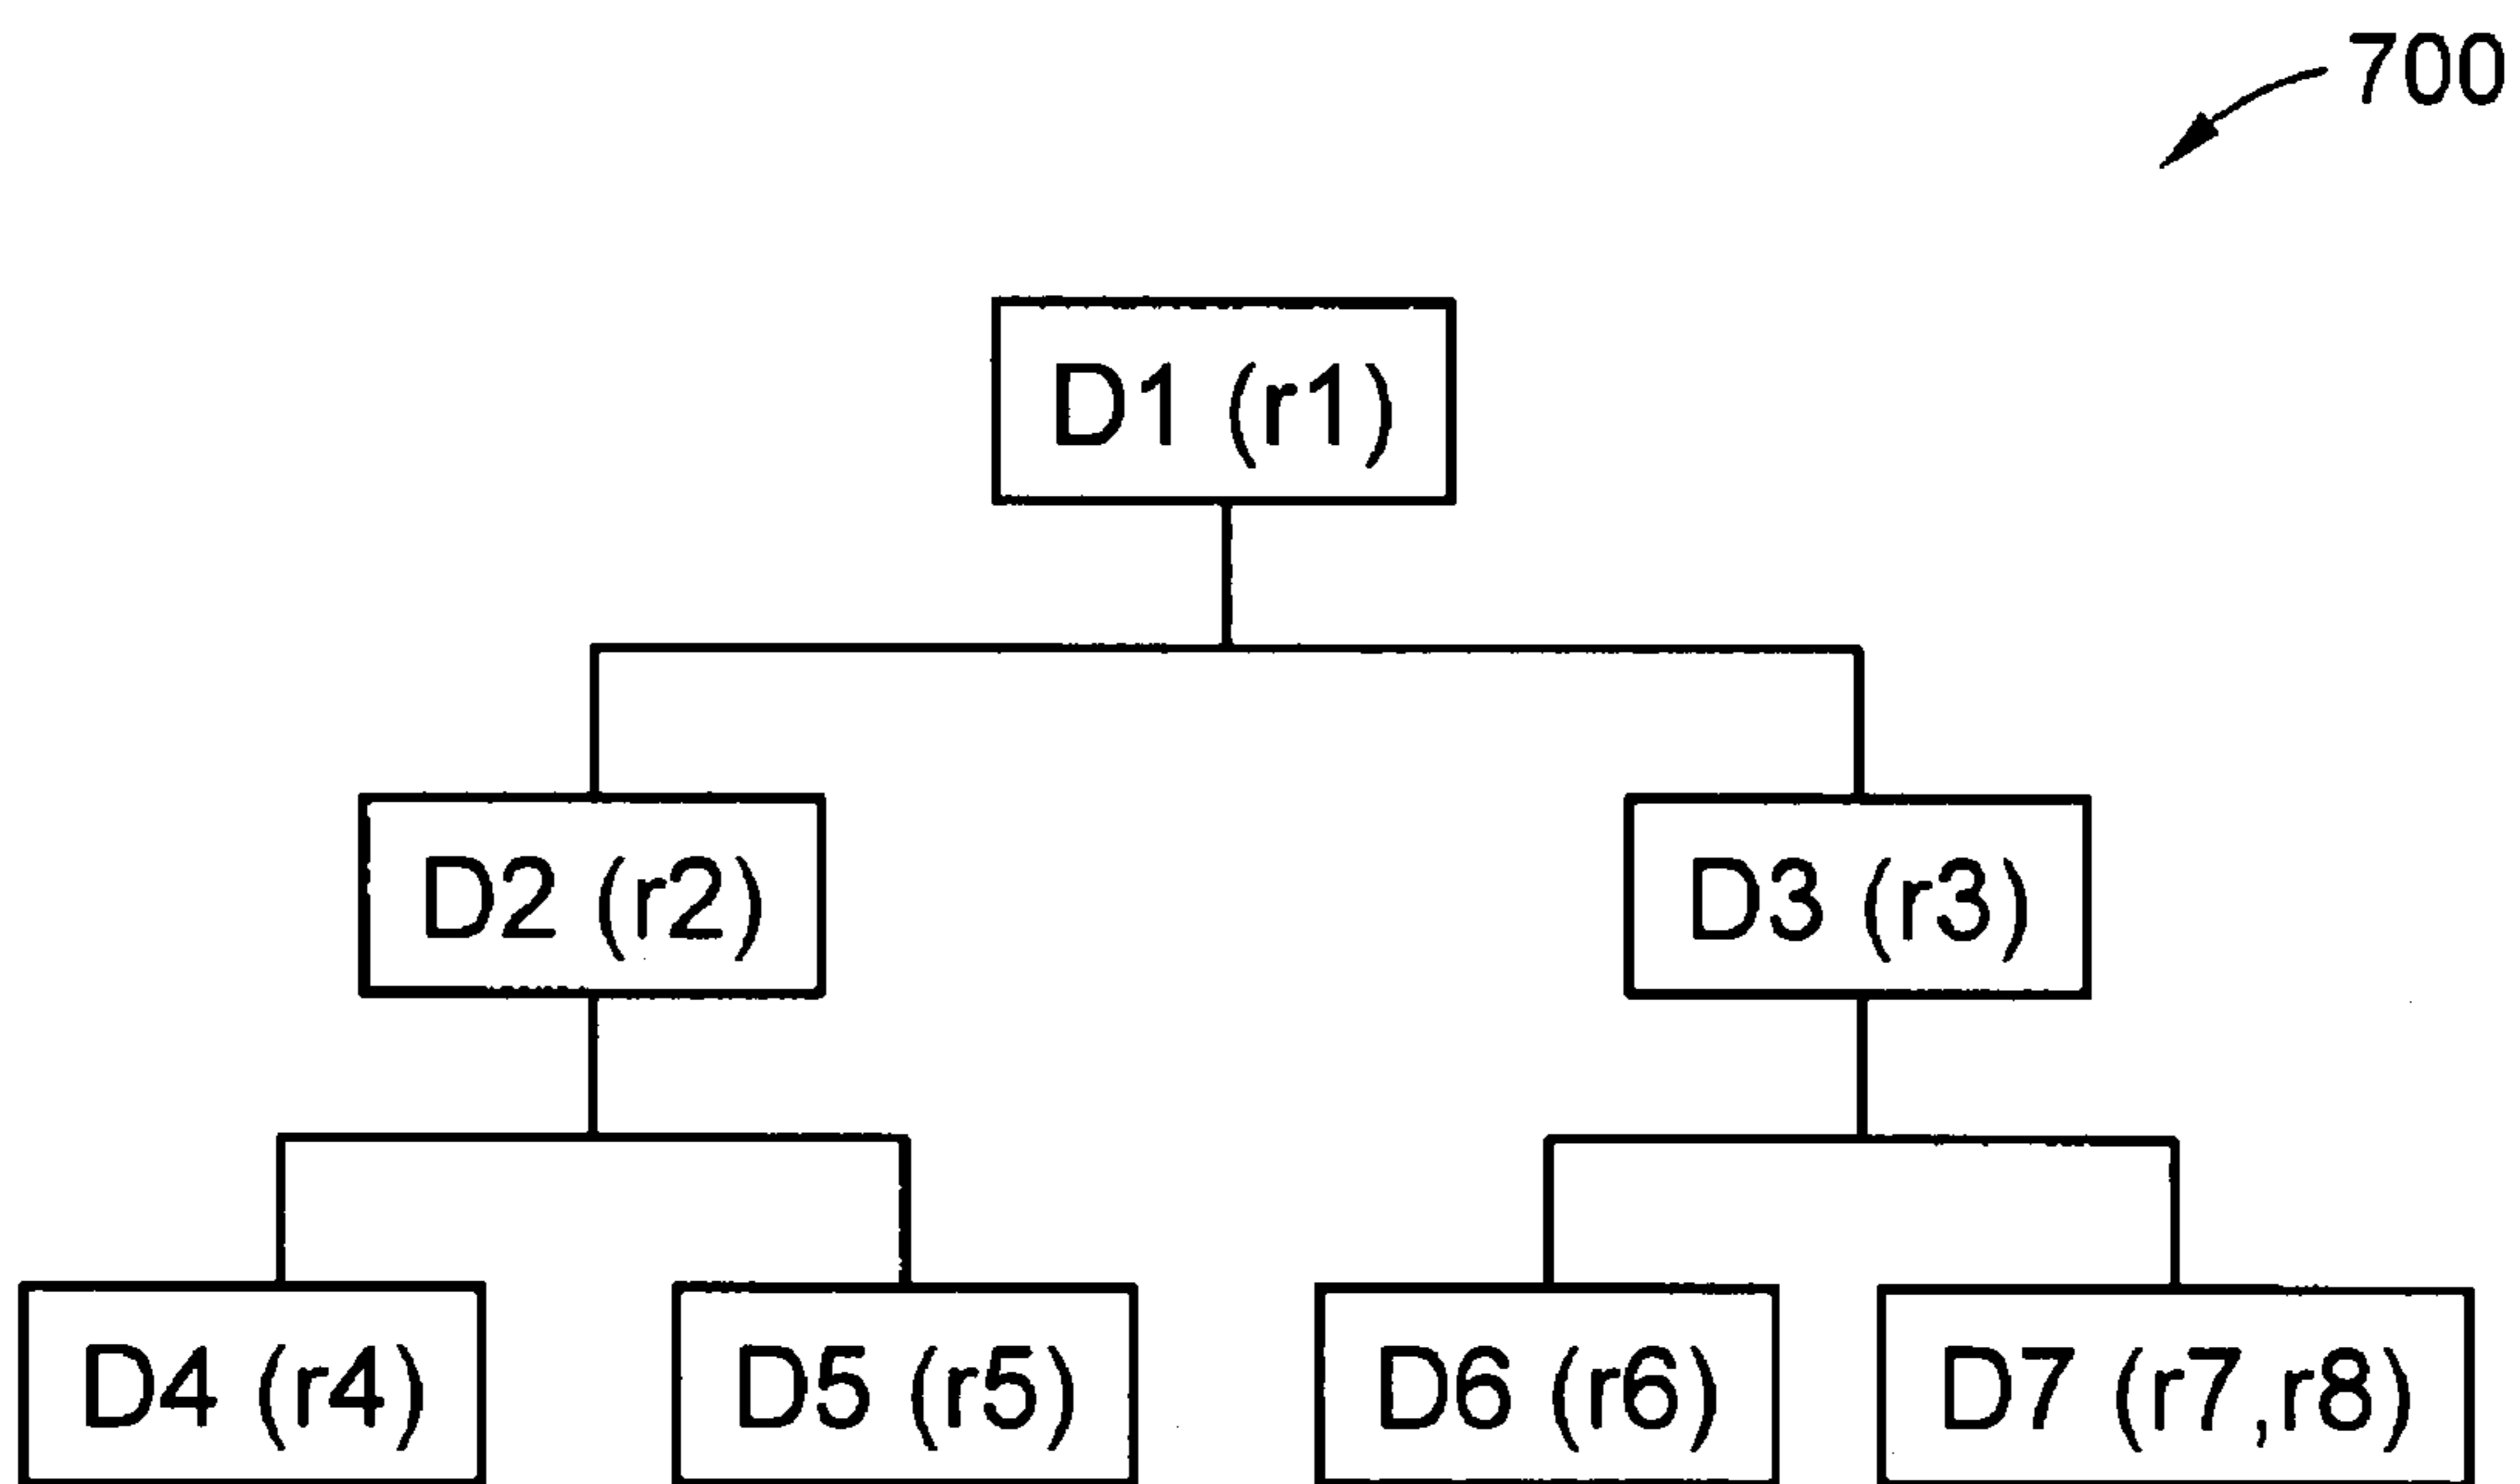 700
D1 (r1)
D2 (r2)
D3 (r3)
D4 (r4)
D5 (r5)
D6 (r6)
D7 (r7,r8)